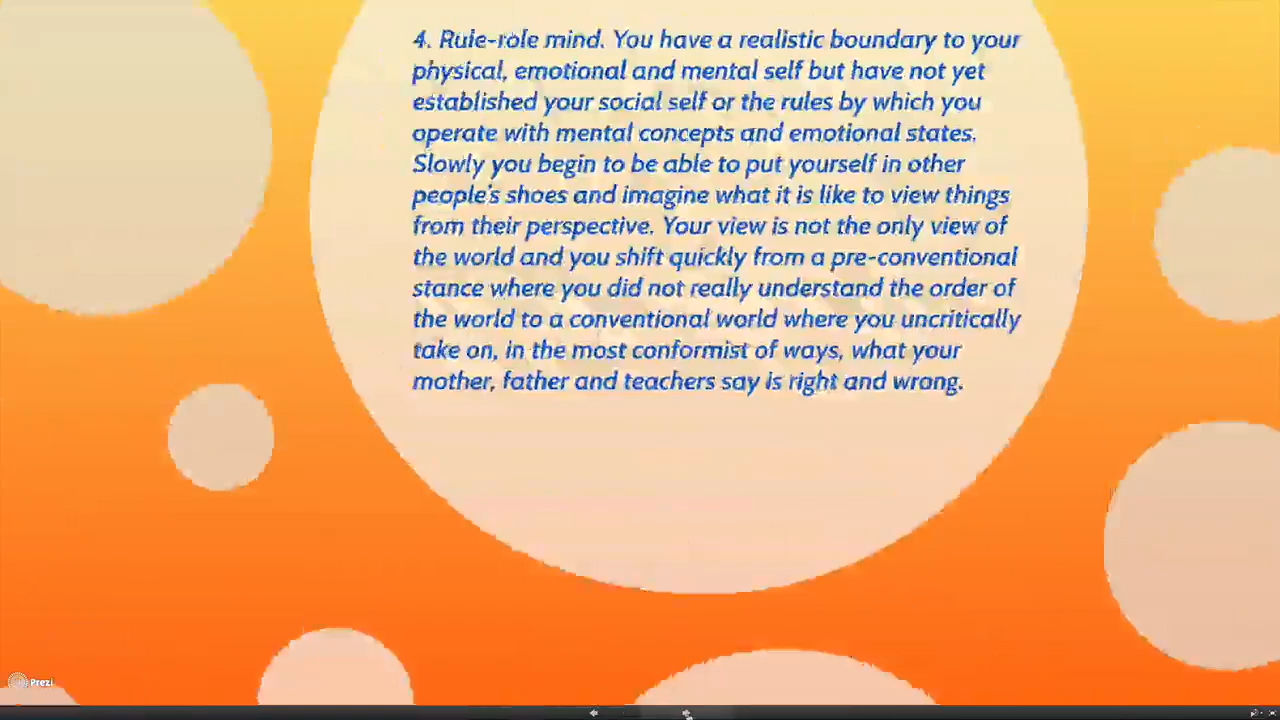 4. Rule-role mind. You have a realistic boundary to your
physical, emotional and mental self but have not yet
established your social self or the rules by which you
operate with mental concepts and emotional states.
Slowly you begin to be able to put yourself in other
people's shoes and imagine what it is like to view things
from their perspective. Your view is not the only view of
the world and you shift quickly from a pre-conventional
stance where you did not really understand the order of
the world to a conventional world where you uncritically
take on, in the most conformist of ways, what your
mother, father and teachers say is right and wrong.
Prezi